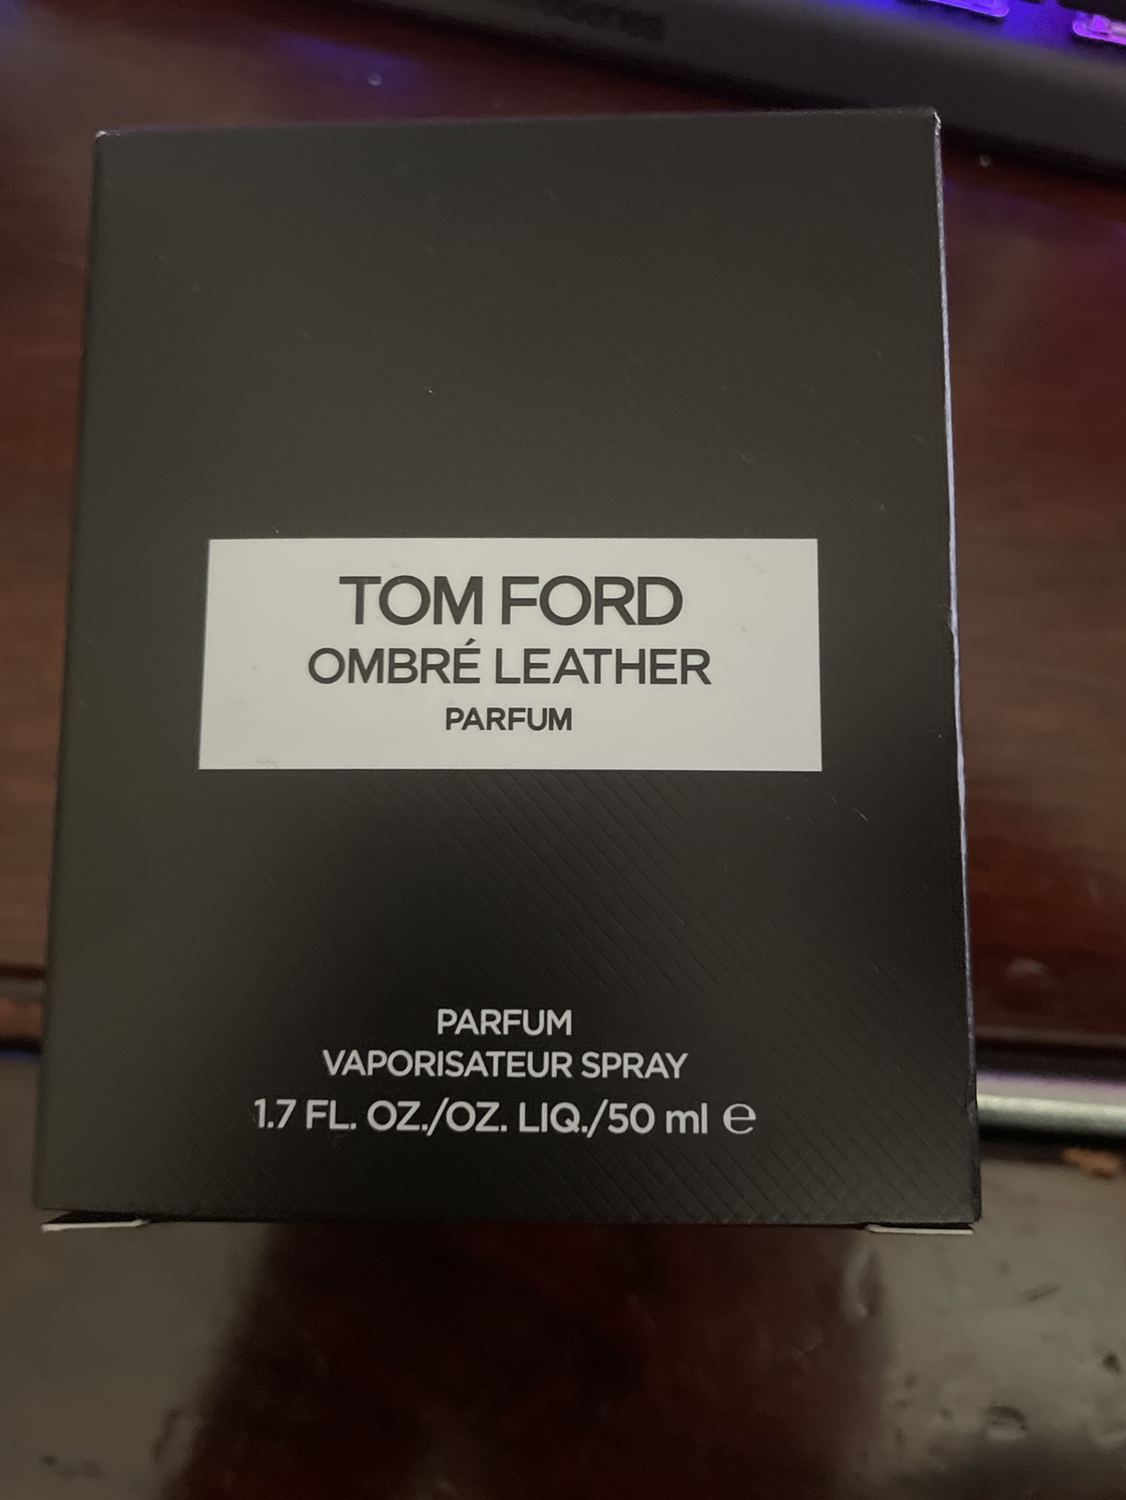 TOM FORD
OMBRÉ LEATHER
PARFUM
PARFUM
VAPORISATEUR SPRAY
1.7 FL. OZ./OZ. LIQ./50 ml ℮